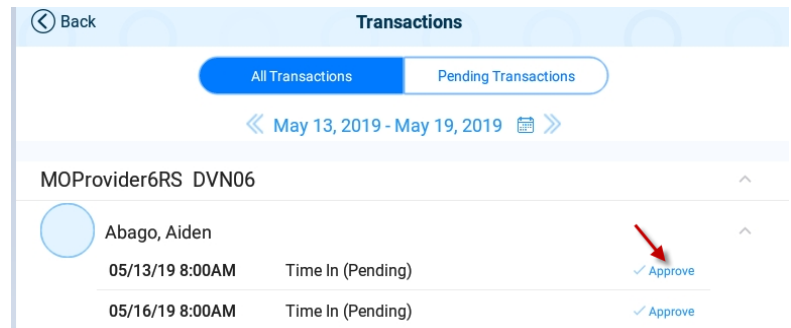 Back
Transactions
All Transactions
Pending Transactions
May 13, 2019 - May 19, 2019
MOProvider6RS DVN06
Abago, Aiden
05/13/19 8:00AM Time In (Pending) Approve
05/16/19 8:00AM Time In (Pending) Approve